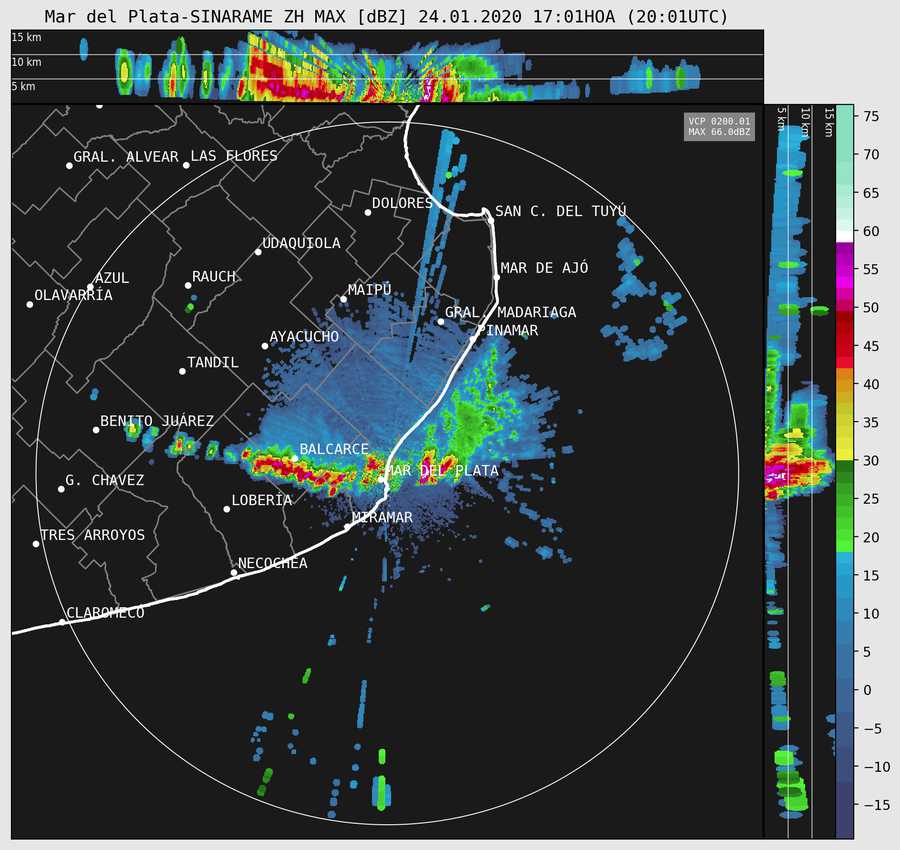 Mar del Plata-SINARAME ZH MAX [dBZ] 24.01.2020 17:01HOA (20:01UTC)
15 km
10 km
5 km
VCP 0200.01
MAX 66.0dBZ
5 km
10 km
15 km
GRAL. ALVEAR
LAS FLORES
DOLORES
SAN C. DEL TUYÚ
UDAQUIOLA
MAR DE AJÓ
AZUL
RAUCH
OLAVARRÍA
MAIPÚ
GRAL. MADARIAGA
PINAMAR
AYACUCHO
TANDIL
BENITO JUÁREZ
BALCARCE
MAR DEL PLATA
G. CHAVEZ
LOBERÍA
MIRAMAR
TRES ARROYOS
NECOCHEA
CLAROMECÓ
75
70
65
60
55
50
45
40
35
30
25
20
15
10
5
0
−5
−10
−15